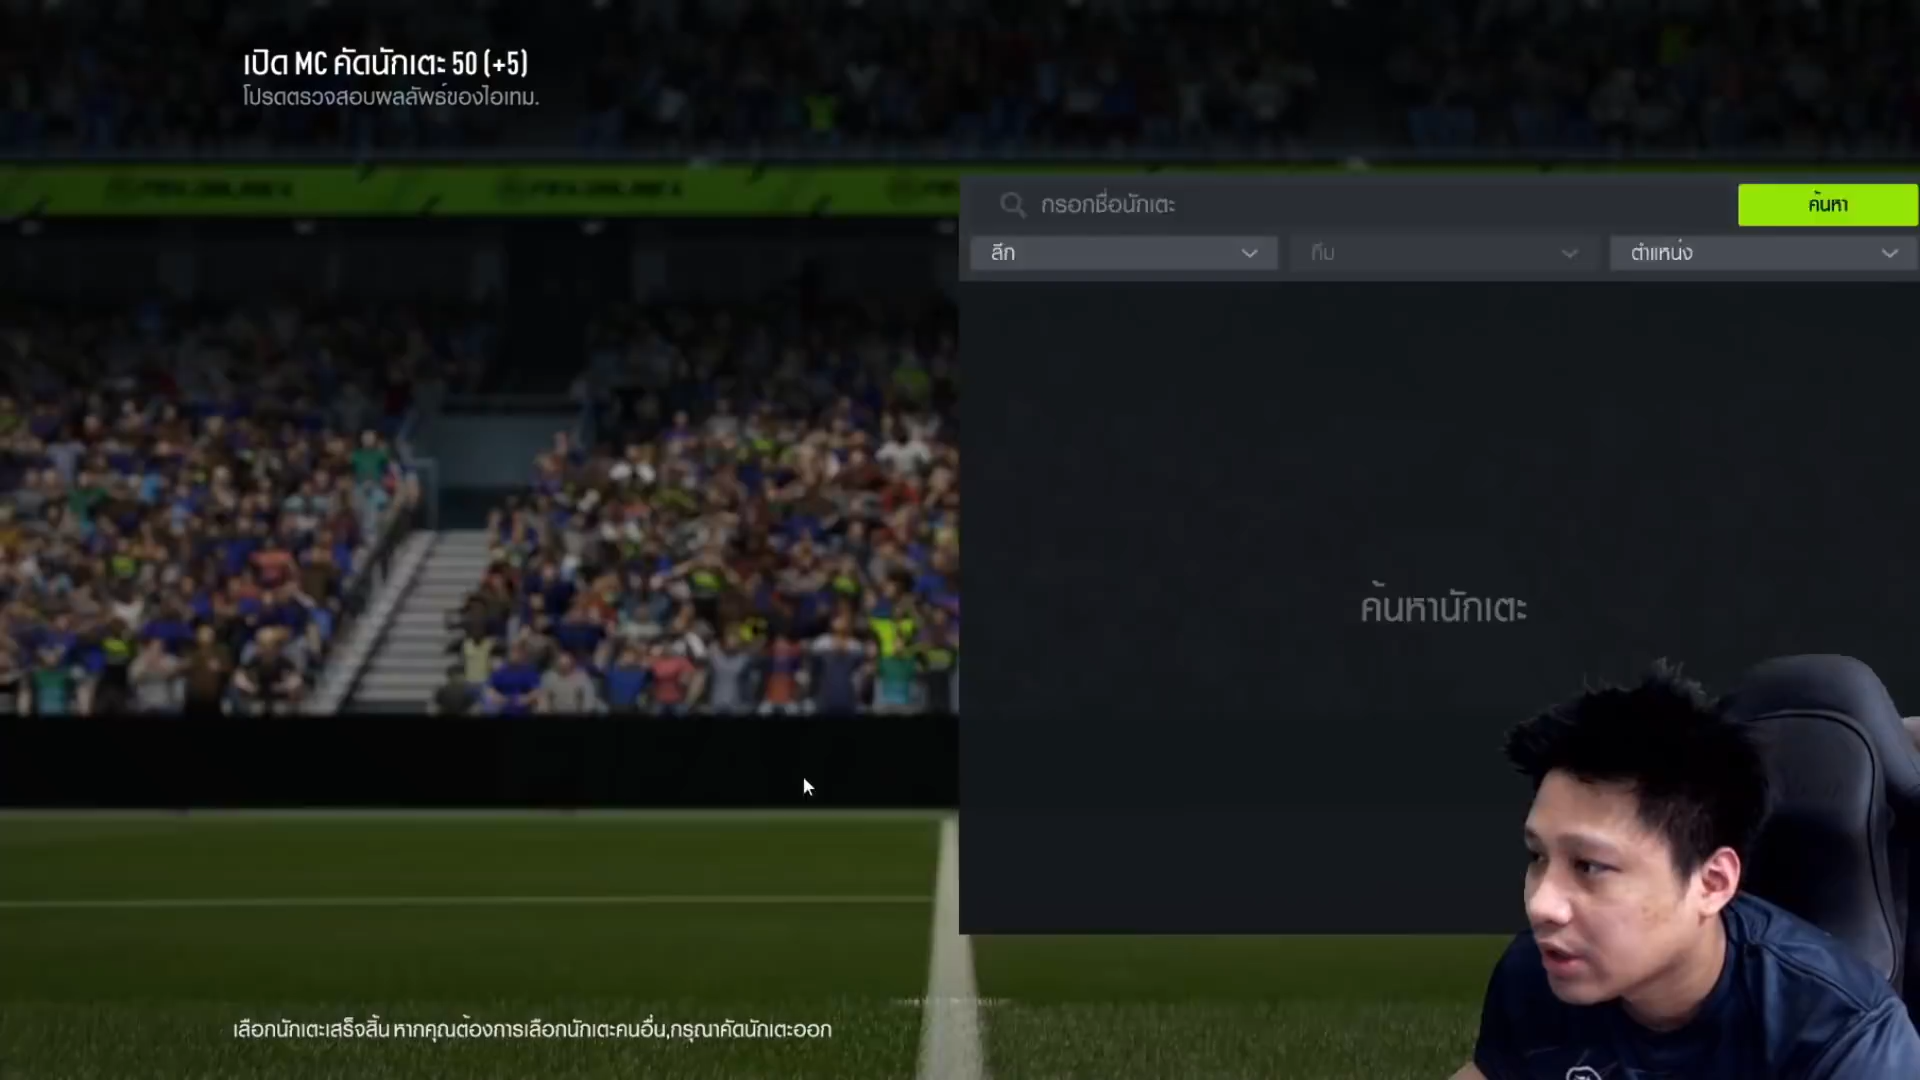 เปิด MC คัดนักเตะ 50 (+5)
โปรดตรวจสอบผลลัพธ์ของไอเทม.
กรอกชื่อนักเตะ
ค้นหา
ลีก
ทีม
ตำแหน่ง
ค้นหานักเตะ
เลือกนักเตะเสร็จสิ้น หากคุณต้องการเลือกนักเตะคนอื่น,กรุณาคัดนักเตะออก